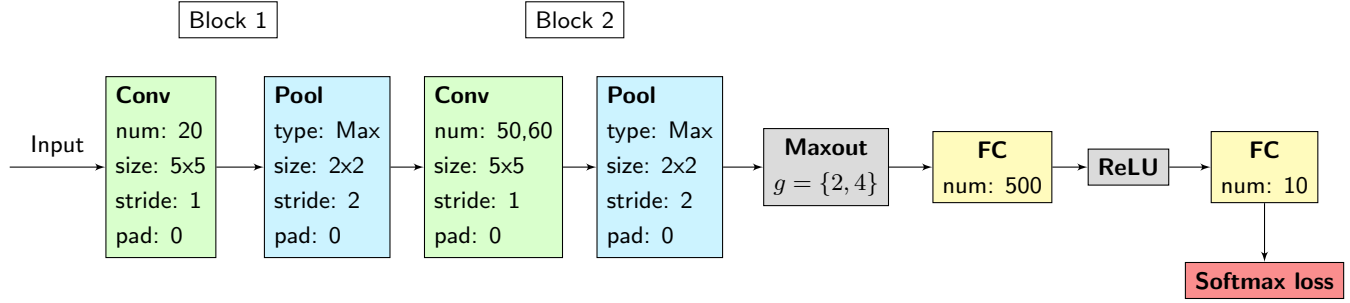 Block 1
Block 2
Input
Conv
num: 20
size: 5x5
stride: 1
pad: 0
Pool
type: Max
size: 2x2
stride: 2
pad: 0
Conv
num: 50,60
size: 5x5
stride: 1
pad: 0
Pool
type: Max
size: 2x2
stride: 2
pad: 0
Maxout
g = {2, 4}
FC
num: 500
ReLU
FC
num: 10
Softmax loss